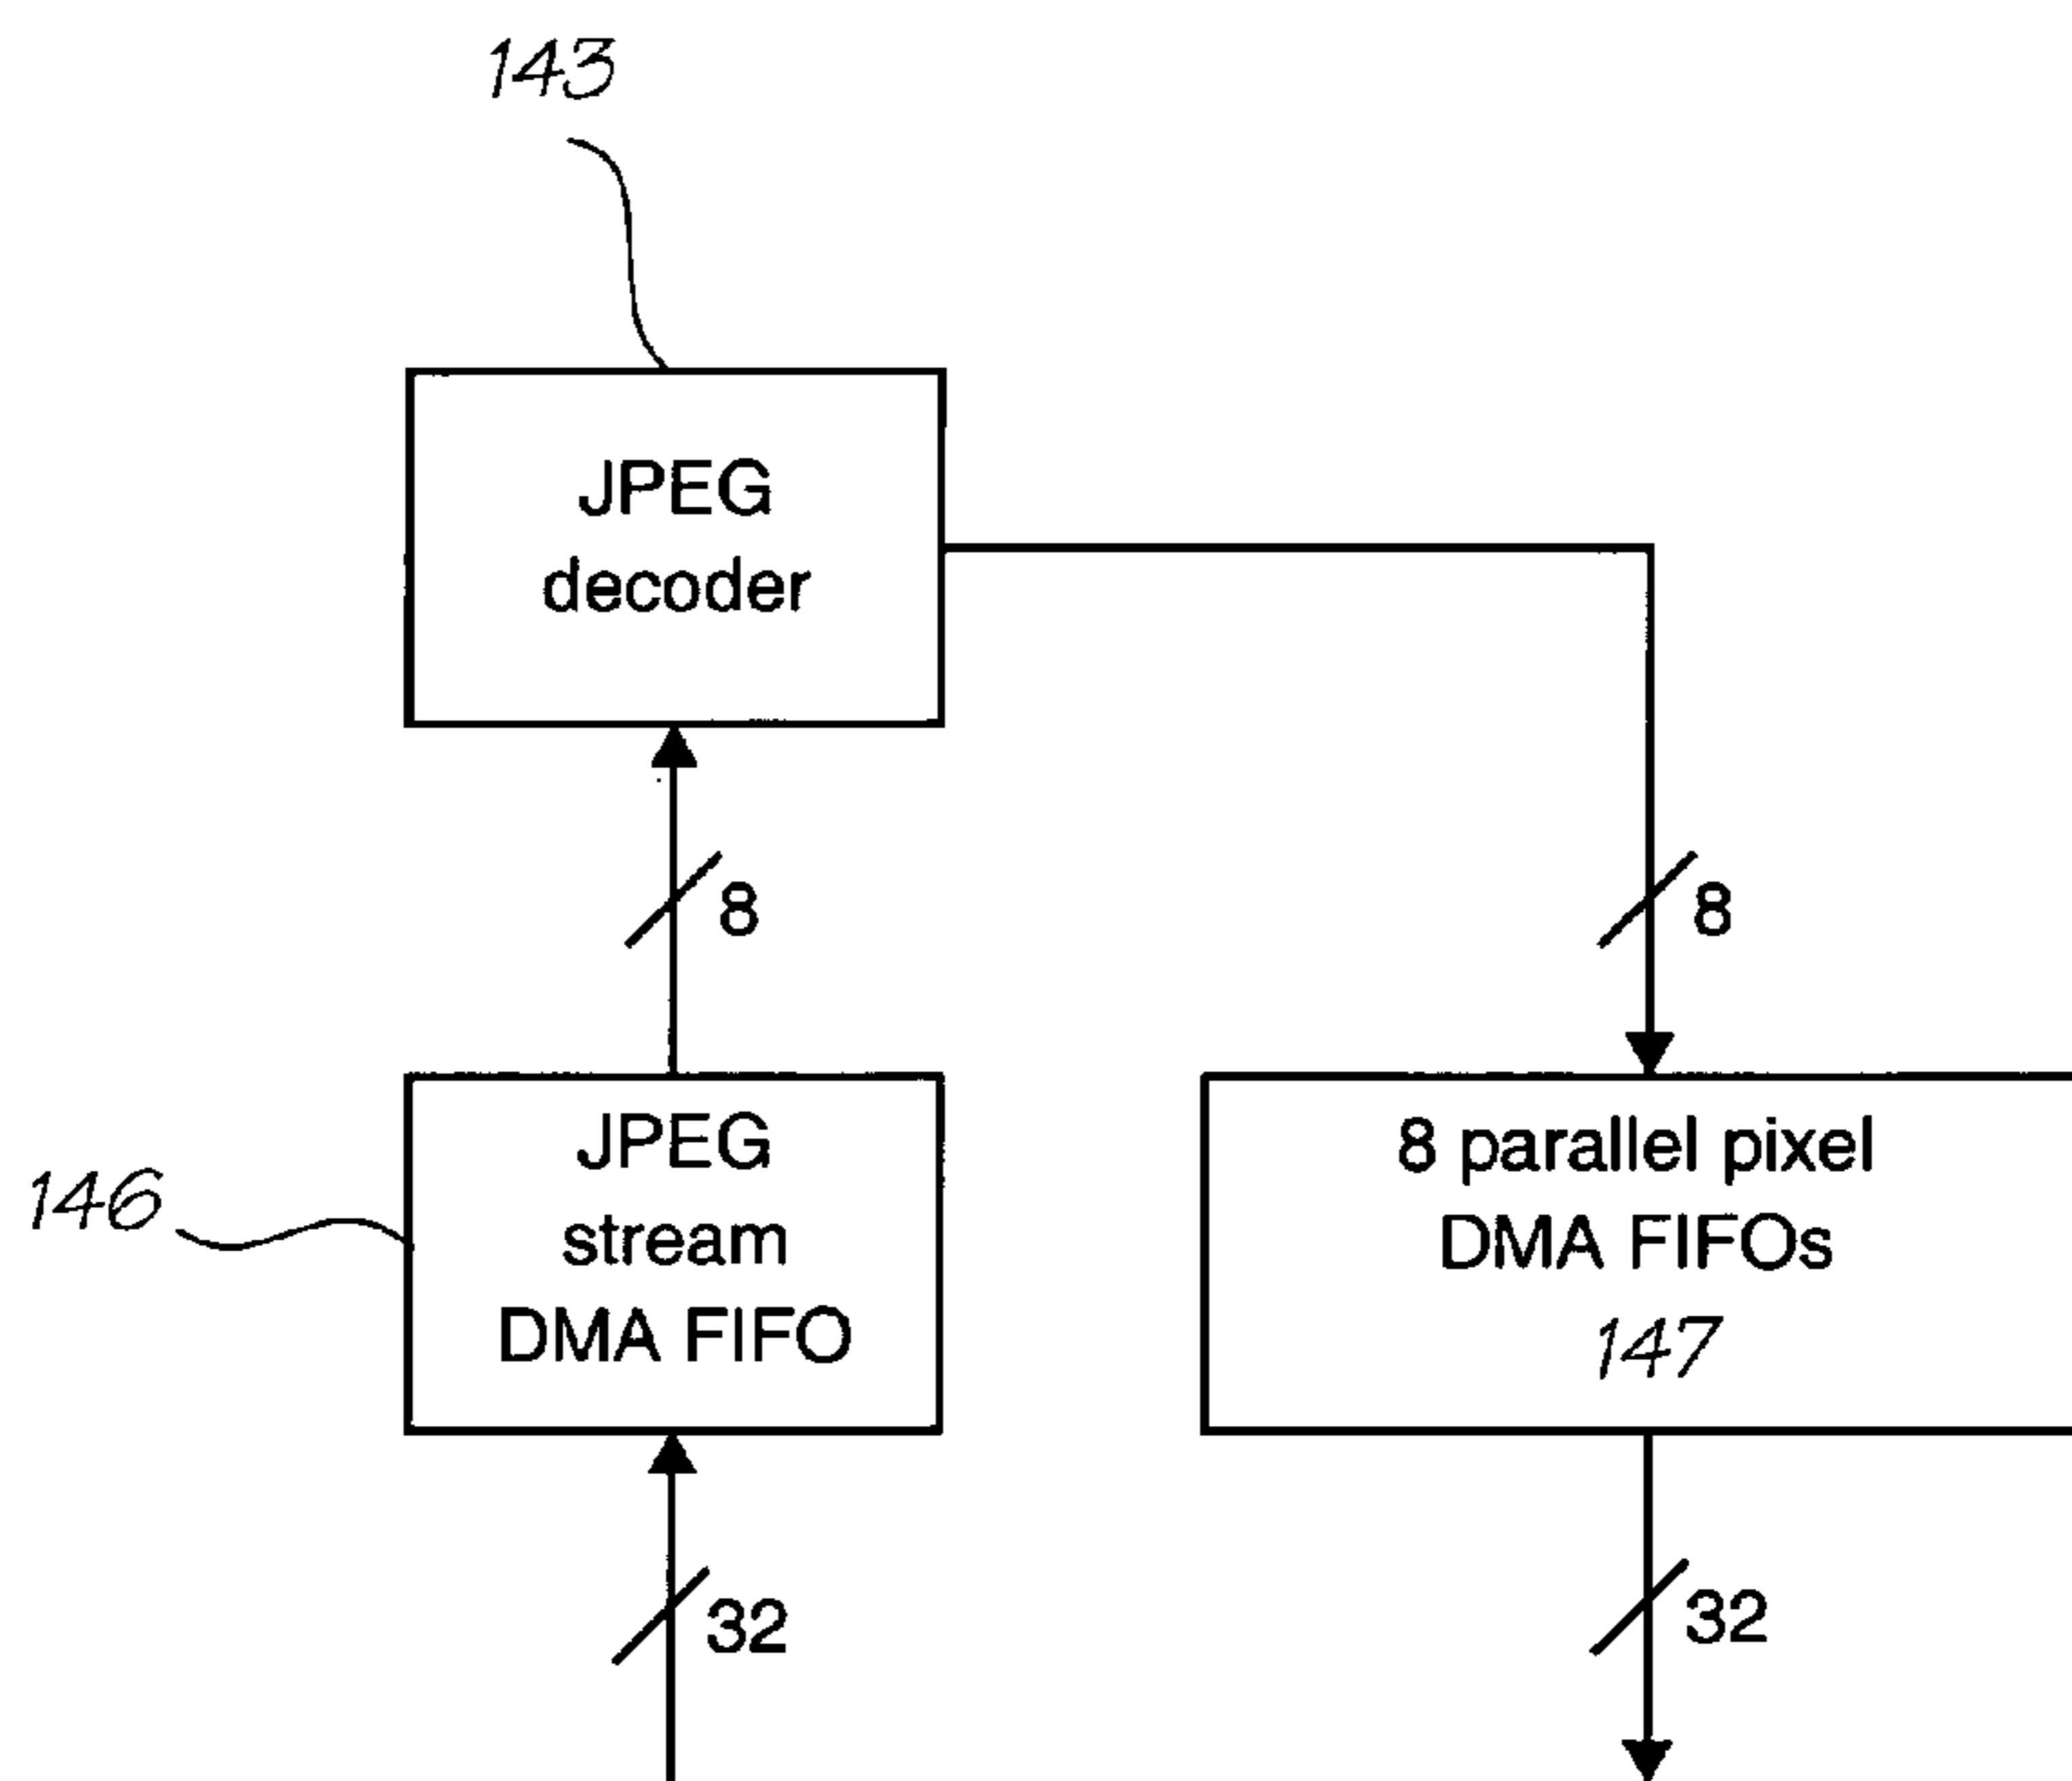 143
JPEG
decoder
8
8
JPEG
stream
DMA FIFO
146
8 parallel pixel
DMA FIFOs
147
32
32